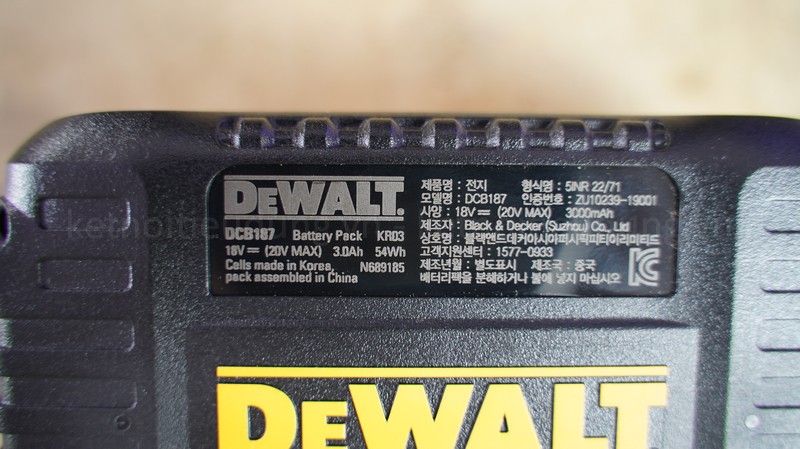 DEWALT.
DCB187 Battery Pack KR03
18V ⎓ (20V MAX) 3.0Ah 54Wh
Cells made in Korea, N689185
pack assembled in China
제품명 : 전지 형식명 : 5INR 22/71
모델명 : DCB187 인증번호 : ZU10239-19001
사양 : 18V ⎓ (20V MAX) 3000mAh
제조자 : Black & Decker (Suzhou) Co., Ltd
상호명 : 블랙앤드데커아시아퍼시픽피티이리미티드
고객지원센터 : 1577-0933
제조년월 : 별도표시 제조국 : 중국
배터리팩을 분해하거나 불에 넣지 마십시오
DEWALT